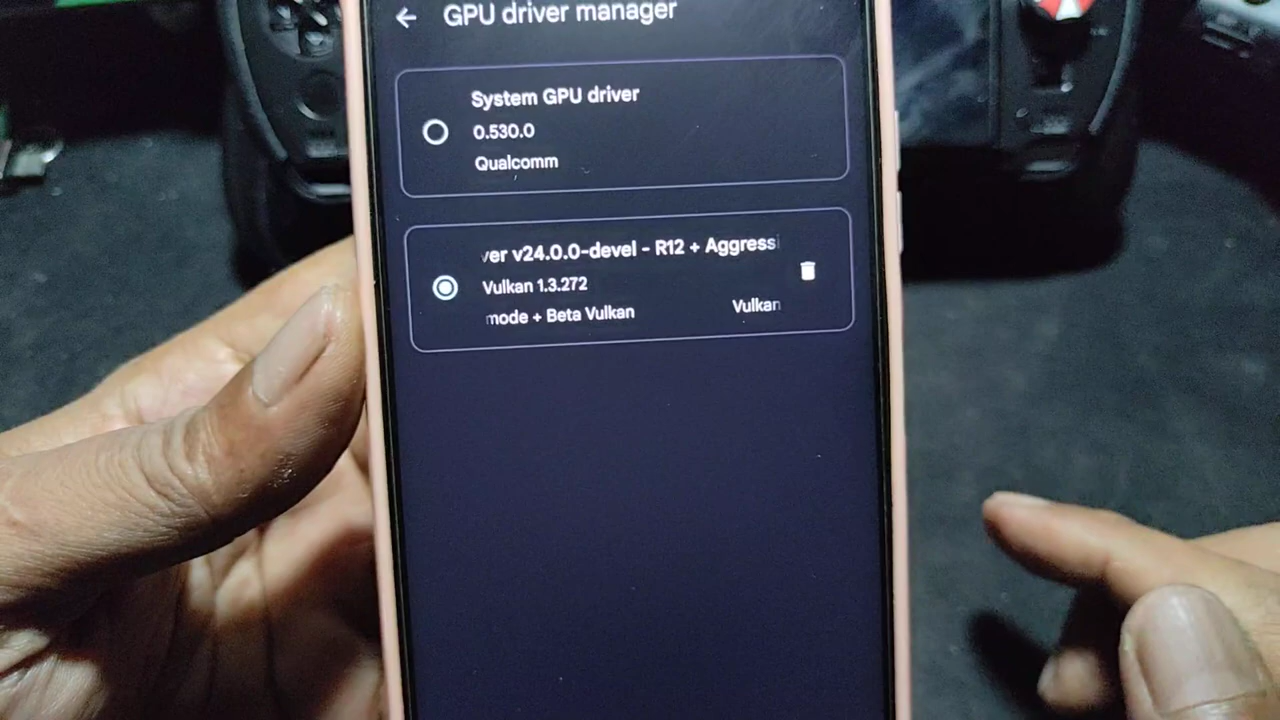 GPU driver manager
System GPU driver
0.530.0
Qualcomm
ver v24.0.0-devel - R12 + Aggressi
Vulkan 1.3.272
mode + Beta Vulkan Vulkan